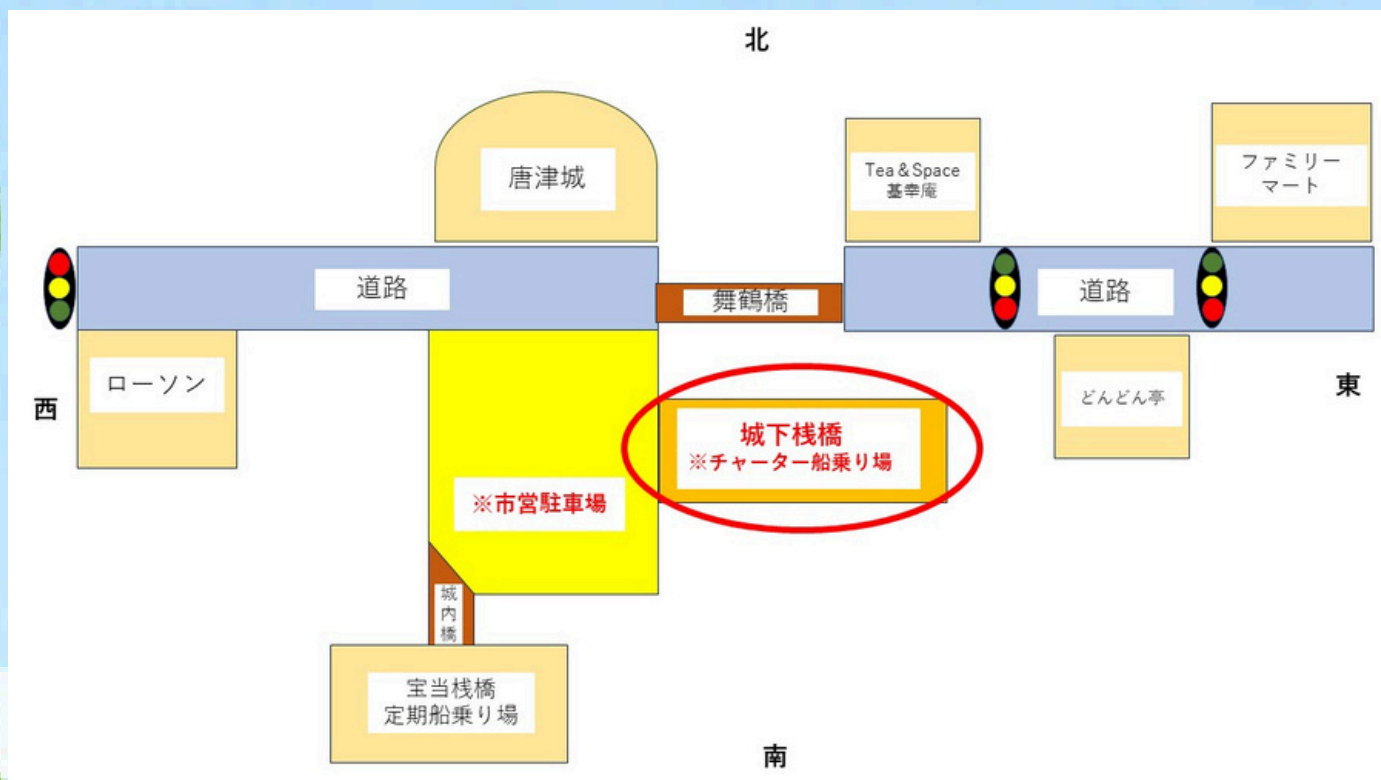 北
唐津城
Tea＆Space
基幸庵
ファミリー
マート
道路
舞鶴橋
道路
ローソン
西
東
どんどん亭
城下桟橋
※チャーター船乗り場
※市営駐車場
城内橋
宝当桟橋
定期船乗り場
南